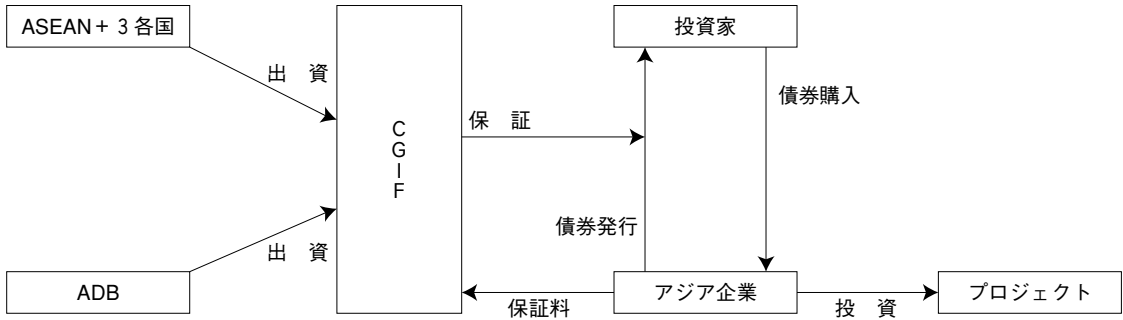 ASEAN+3各国
投資家
出　資
債券購入
CGIF
保　証
債券発行
出　資
ADB
アジア企業
プロジェクト
保証料
投　資